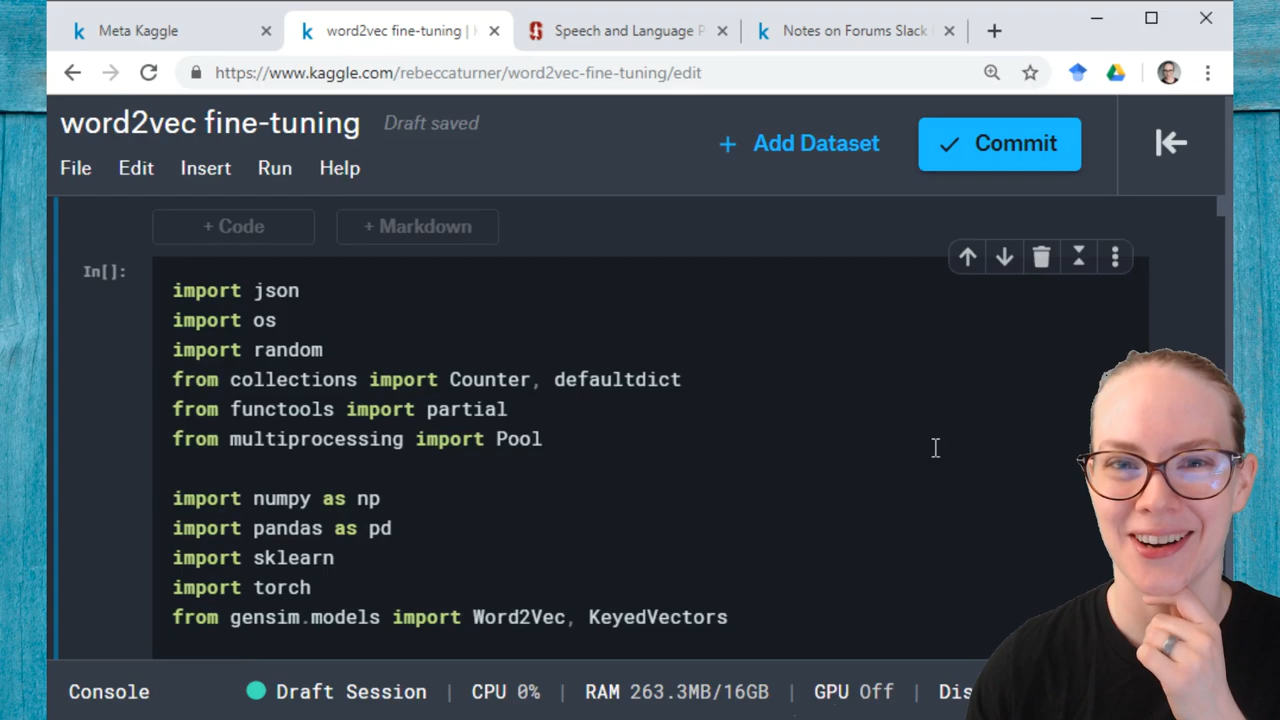 Meta Kaggle
word2vec fine-tuning |
Speech and Language P
Notes on Forums Slack
https://www.kaggle.com/rebeccaturner/word2vec-fine-tuning/edit
word2vec fine-tuning Draft saved
+ Add Dataset
Commit
File Edit Insert Run Help
+ Code + Markdown
In[]:
import json
import os
import random
from collections import Counter, defaultdict
from functools import partial
from multiprocessing import Pool
import numpy as np
import pandas as pd
import sklearn
import torch
from gensim.models import Word2Vec, KeyedVectors
Console Draft Session | CPU 0% | RAM 263.3MB/16GB | GPU Off | Dis